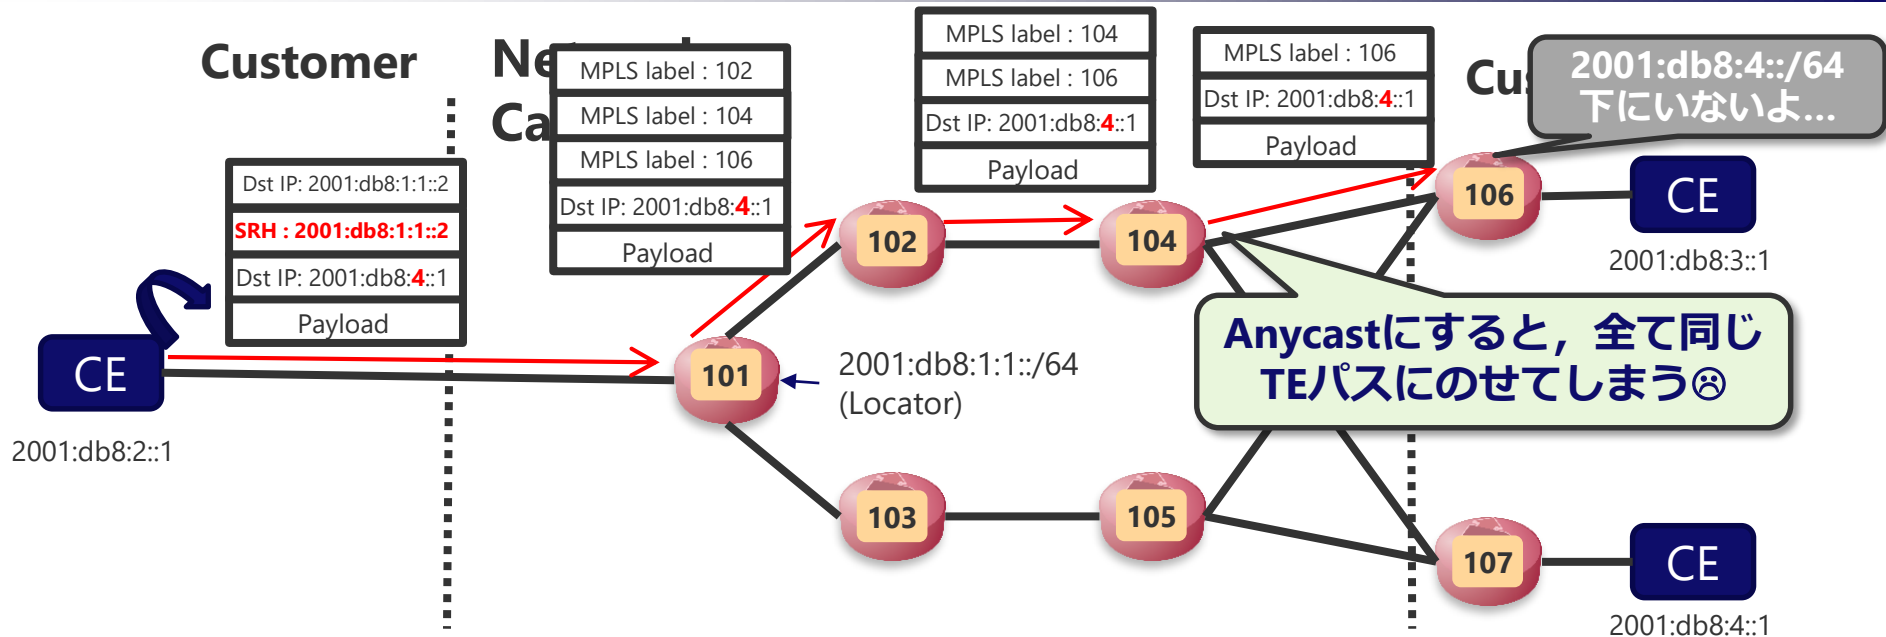 Customer
Ne
Ca
Cu
MPLS label : 102
MPLS label : 104
MPLS label : 106
Dst IP: 2001:db8:4::1
Payload
MPLS label : 104
MPLS label : 106
Dst IP: 2001:db8:4::1
Payload
MPLS label : 106
Dst IP: 2001:db8:4::1
Payload
2001:db8:4::/64
下にいないよ...
Dst IP: 2001:db8:1:1::2
SRH : 2001:db8:1:1::2
Dst IP: 2001:db8:4::1
Payload
CE
2001:db8:2::1
101
2001:db8:1:1::/64
(Locator)
102
104
106
CE
2001:db8:3::1
Anycastにすると，全て同じ
TEパスにのせてしまう☹
103
105
107
CE
2001:db8:4::1